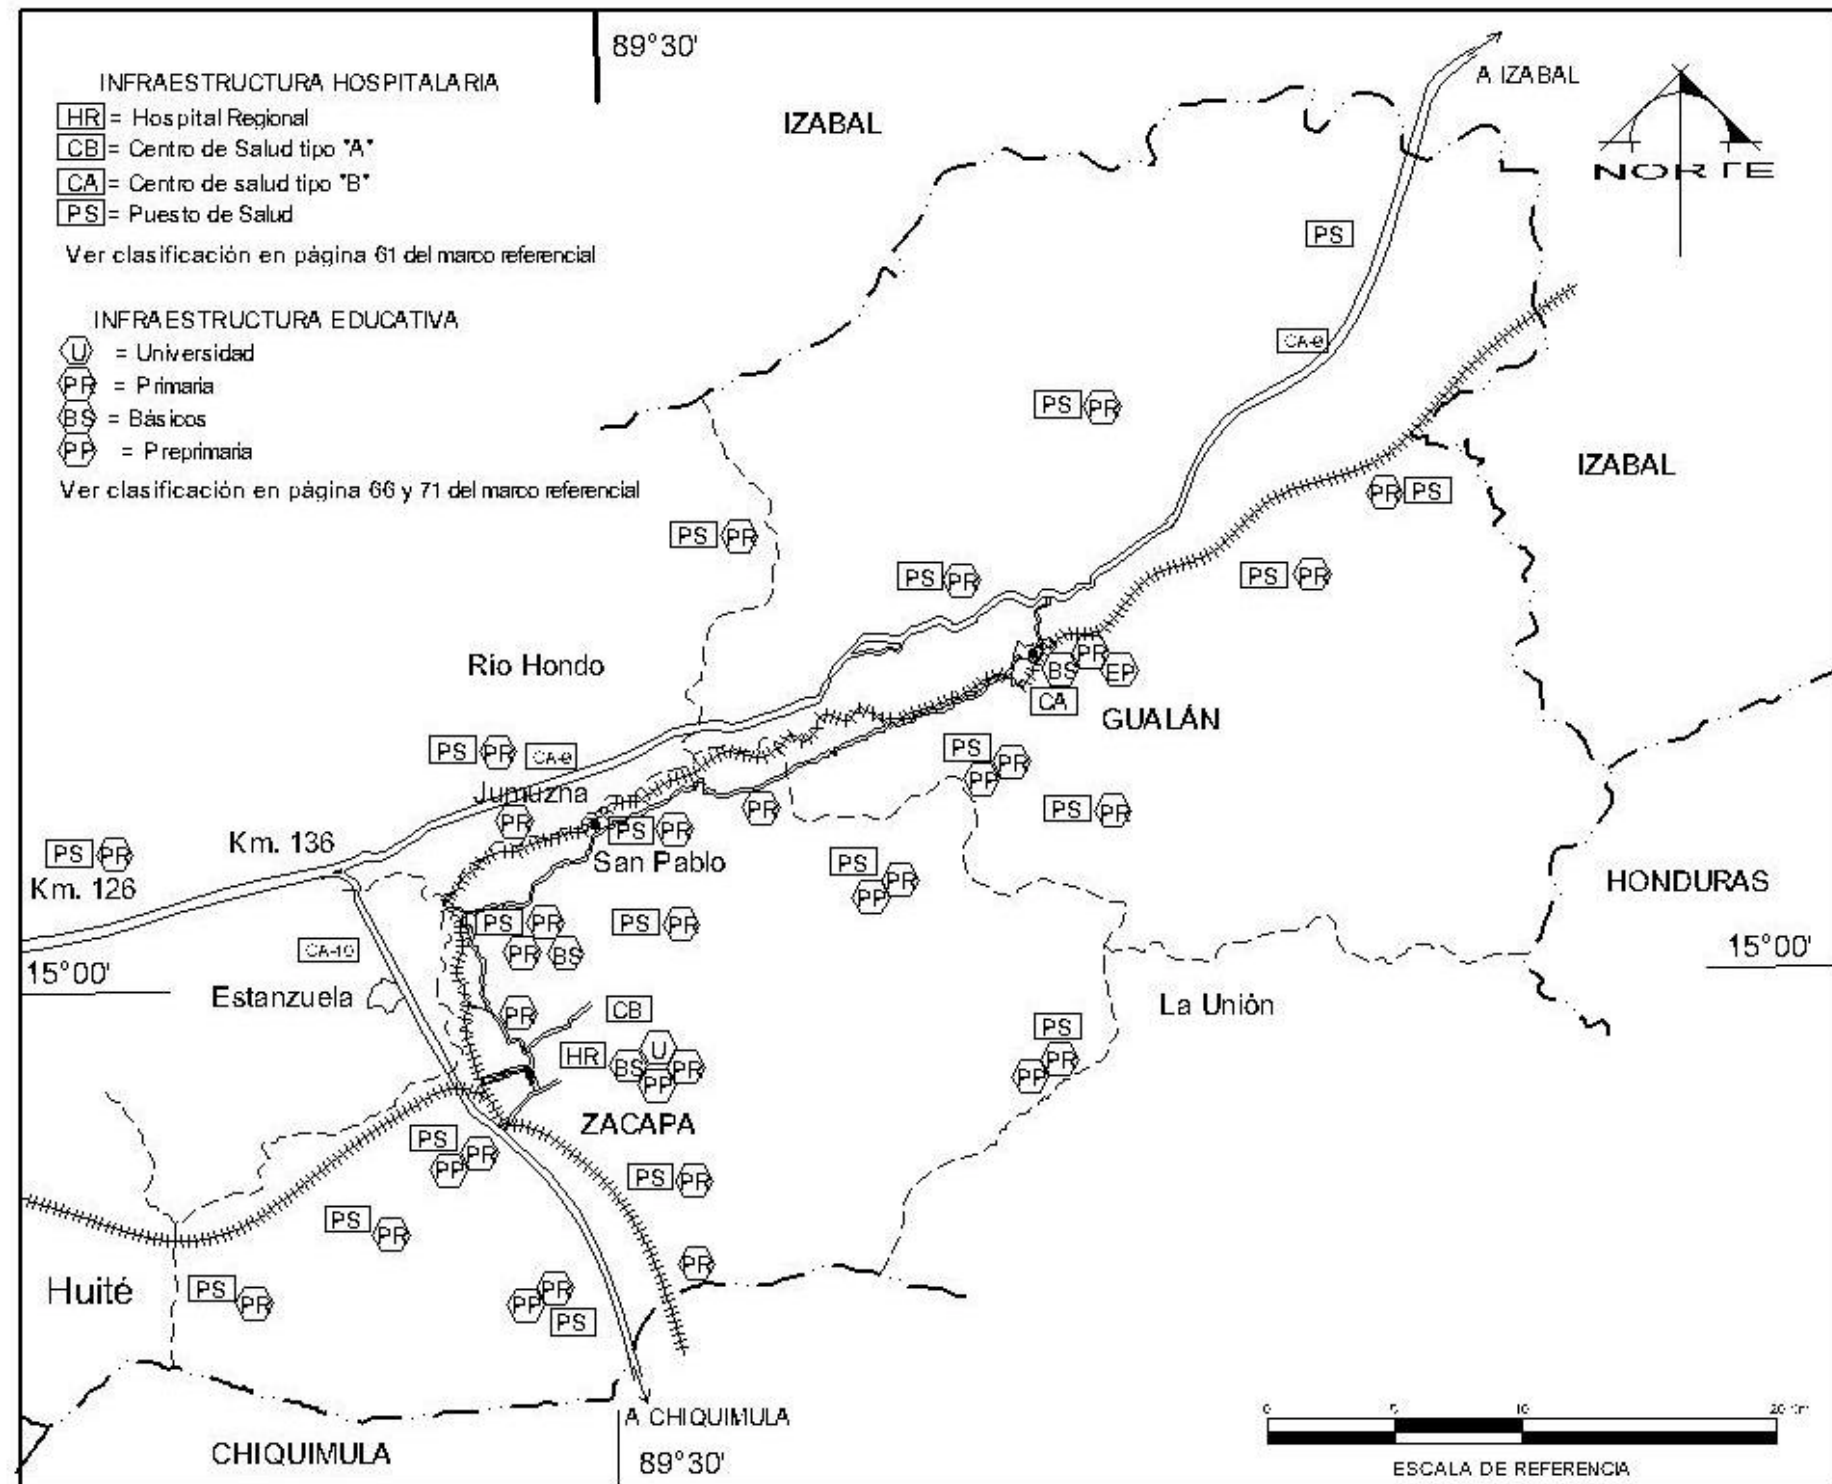 89°30'
INFRAESTRUCTURA HOSPITALARIA
HR = Hospital Regional
CB = Centro de Salud tipo "A"
CA = Centro de salud tipo "B"
PS = Puesto de Salud
Ver clasificación en página 61 del marco referencial
INFRAESTRUCTURA EDUCATIVA
U = Universidad
PR = Primaria
BS = Básicos
PP = Preprimaria
Ver clasificación en página 66 y 71 del marco referencial
A IZABAL
IZABAL
NORTE
PS
CA-9
PS PR
IZABAL
PR PS
PS PR
PS PR
PS PR
Río Hondo
BS PR EP
CA
GUALÁN
PS PR CA-9
PS PR
PP
Jumuzna
PR
PR
PS PR
PS PR
Km. 136
San Pablo
PS PR
Km. 126
PS PR
PP
HONDURAS
PS PR
PS PR
PR BS
CA-10
15°00'
15°00'
Estanzuela
La Unión
PR
CB
HR
U
BS PR
PP
PS
PR
PP
ZACAPA
PS
PR
PP
PS PR
PS
PR
PR
Huité
PS
PR
PR
PP
PS
A CHIQUIMULA
CHIQUIMULA
89°30'
0 5 10 20 km
ESCALA DE REFERENCIA